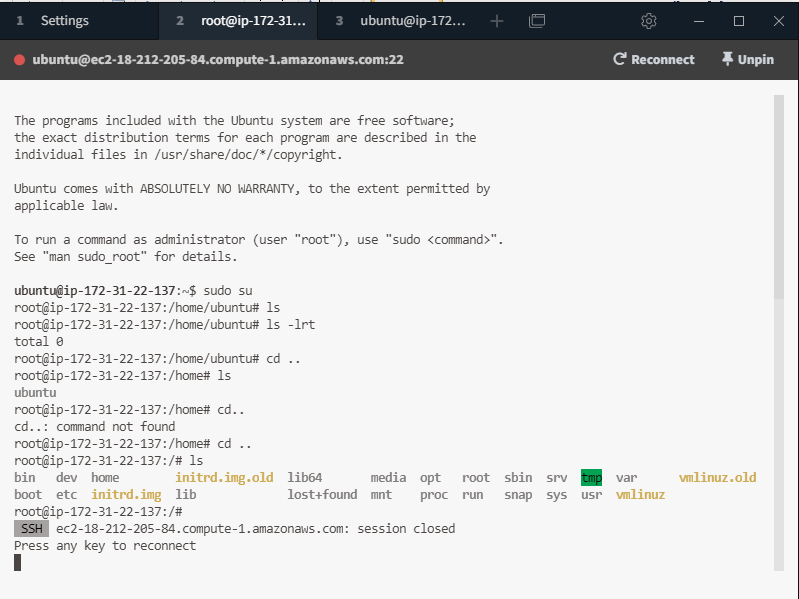 1 Settings 2 root@ip-172-31... 3 ubuntu@ip-172...
ubuntu@ec2-18-212-205-84.compute-1.amazonaws.com:22 Reconnect Unpin
The programs included with the Ubuntu system are free software;
the exact distribution terms for each program are described in the
individual files in /usr/share/doc/*/copyright.
Ubuntu comes with ABSOLUTELY NO WARRANTY, to the extent permitted by
applicable law.
To run a command as administrator (user "root"), use "sudo <command>".
See "man sudo_root" for details.
ubuntu@ip-172-31-22-137:~$ sudo su
root@ip-172-31-22-137:/home/ubuntu# ls
root@ip-172-31-22-137:/home/ubuntu# ls -lrt
total 0
root@ip-172-31-22-137:/home/ubuntu# cd ..
root@ip-172-31-22-137:/home# ls
ubuntu
root@ip-172-31-22-137:/home# cd..
cd..: command not found
root@ip-172-31-22-137:/home# cd ..
root@ip-172-31-22-137:/# ls
bin dev home initrd.img.old lib64 media opt root sbin srv tmp var vmlinuz.old
boot etc initrd.img lib lost+found mnt proc run snap sys usr vmlinuz
root@ip-172-31-22-137:/#
SSH ec2-18-212-205-84.compute-1.amazonaws.com: session closed
Press any key to reconnect